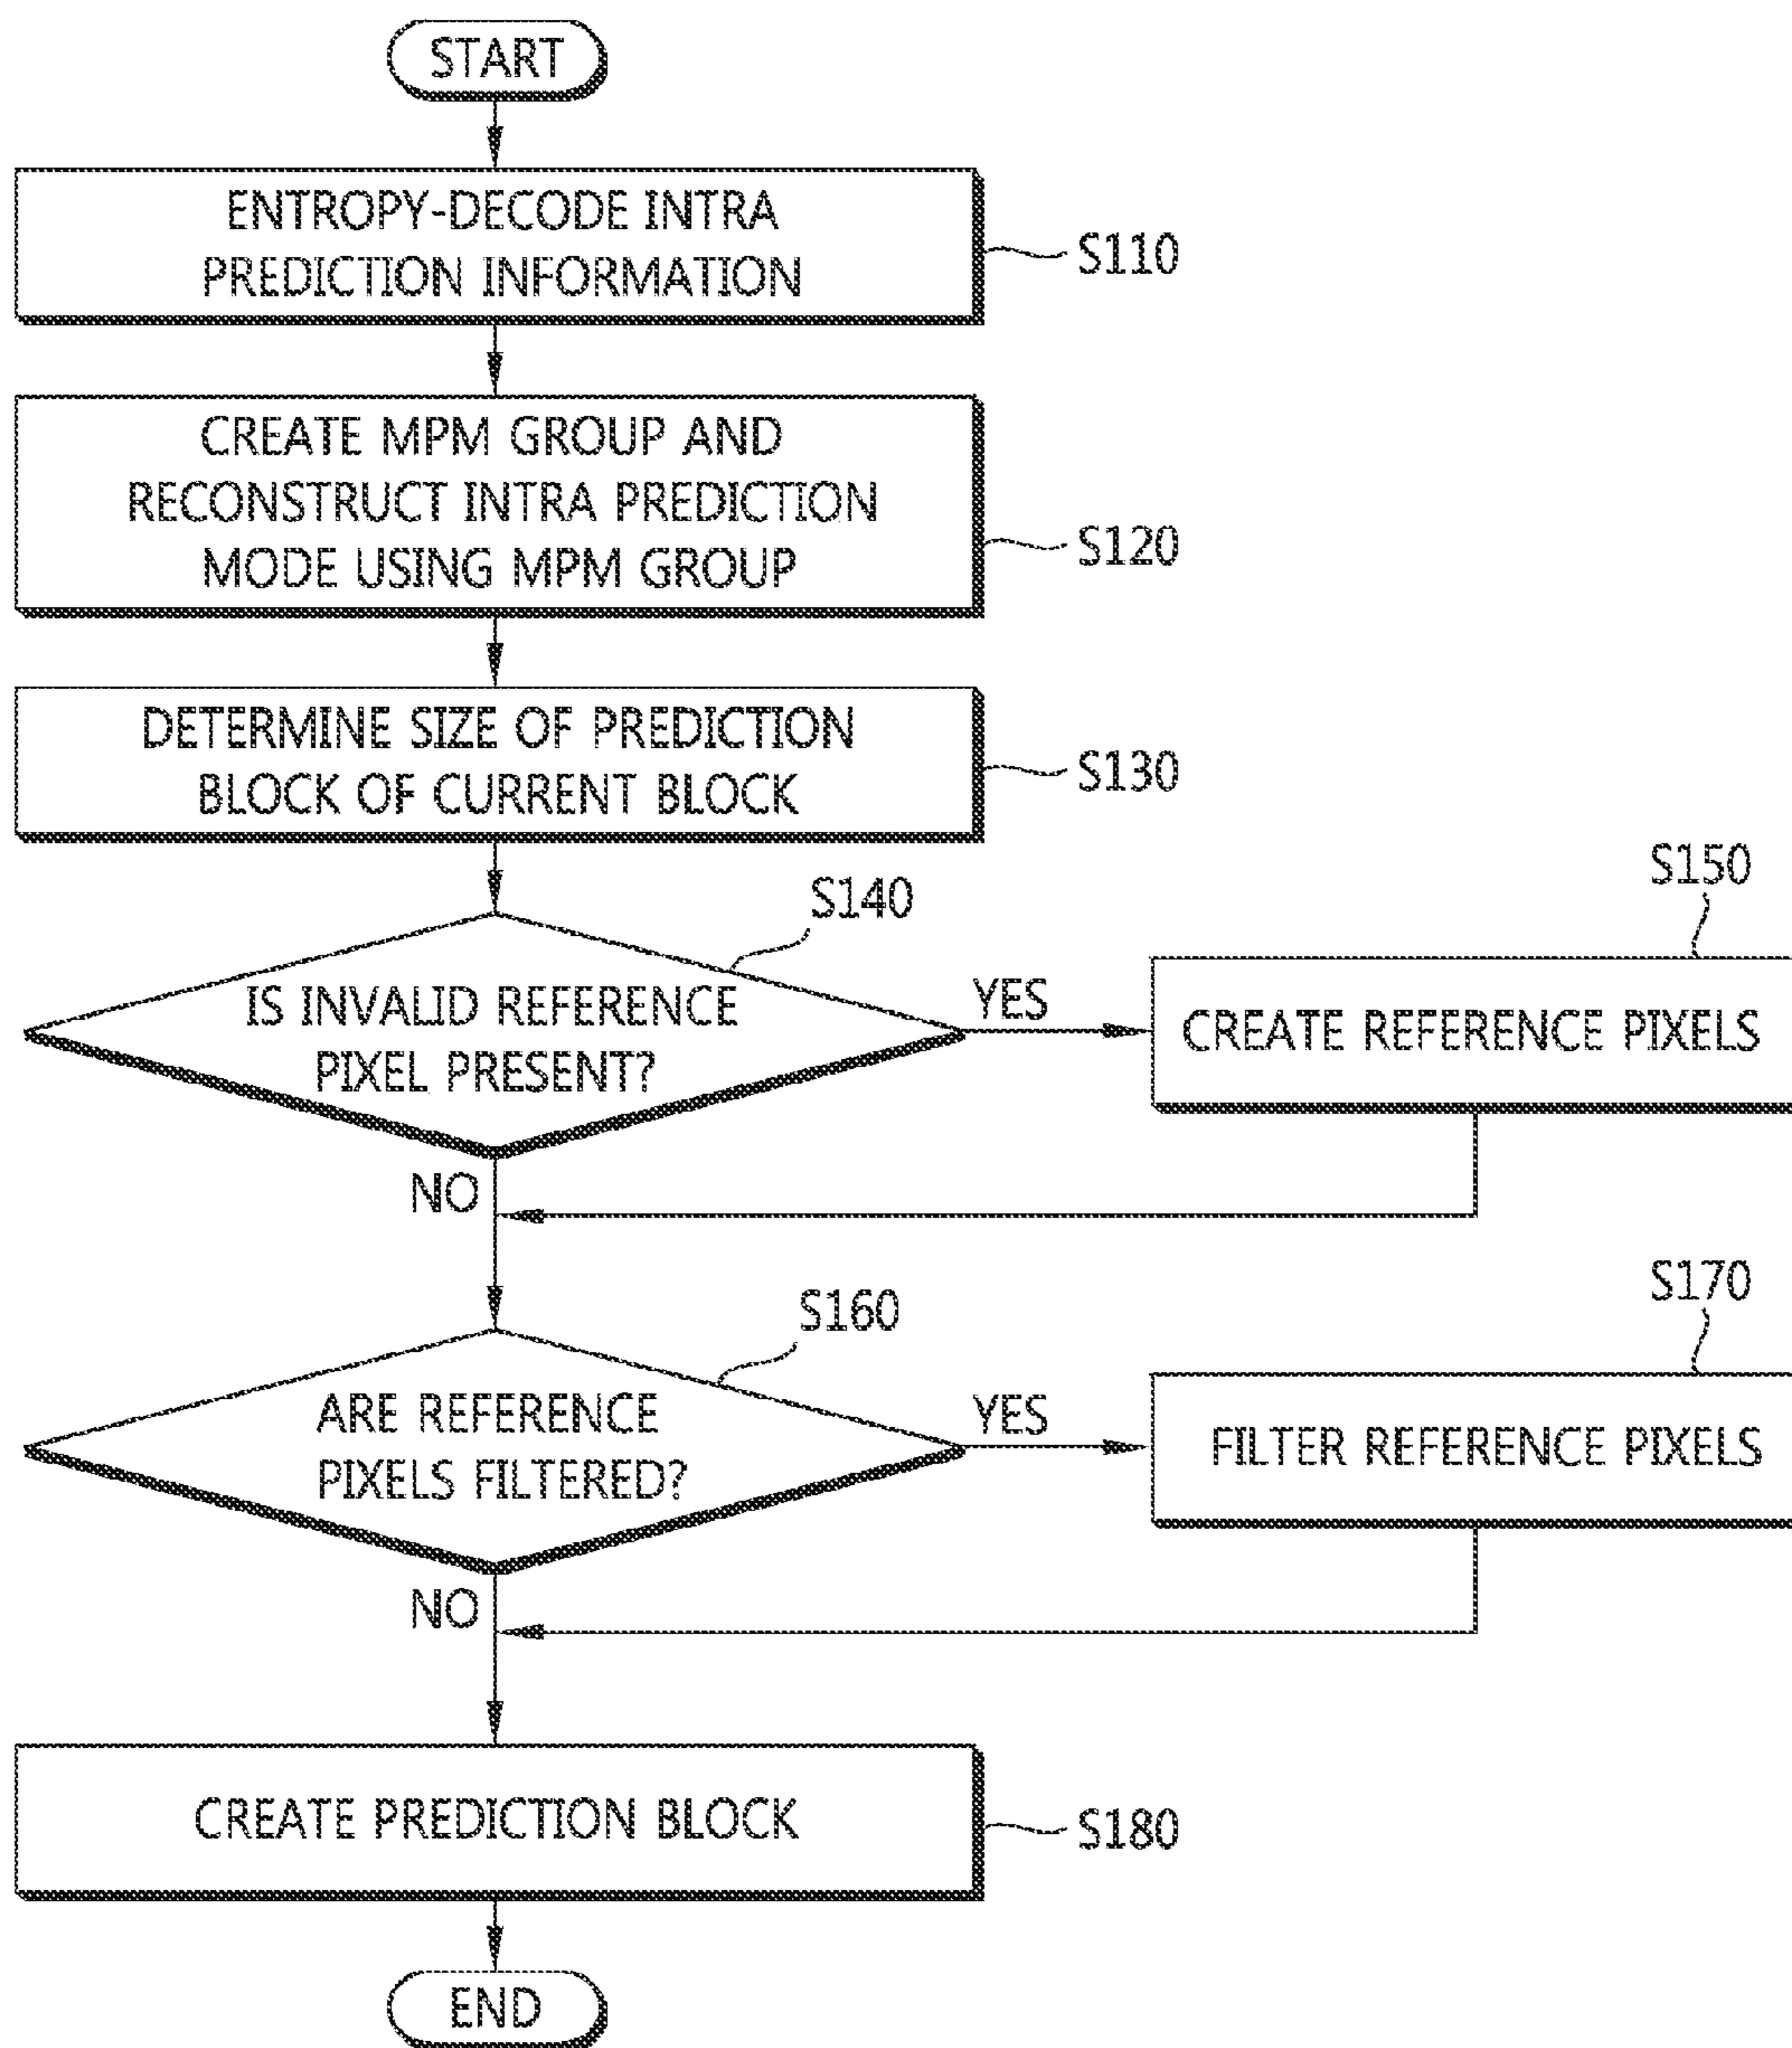 START
ENTROPY-DECODE INTRA
PREDICTION INFORMATION
S110
CREATE MPM GROUP AND
RECONSTRUCT INTRA PREDICTION
MODE USING MPM GROUP
S120
DETERMINE SIZE OF PREDICTION
BLOCK OF CURRENT BLOCK
S130
S140
IS INVALID REFERENCE
PIXEL PRESENT?
YES
S150
CREATE REFERENCE PIXELS
NO
S160
ARE REFERENCE
PIXELS FILTERED?
YES
S170
FILTER REFERENCE PIXELS
NO
CREATE PREDICTION BLOCK
S180
END